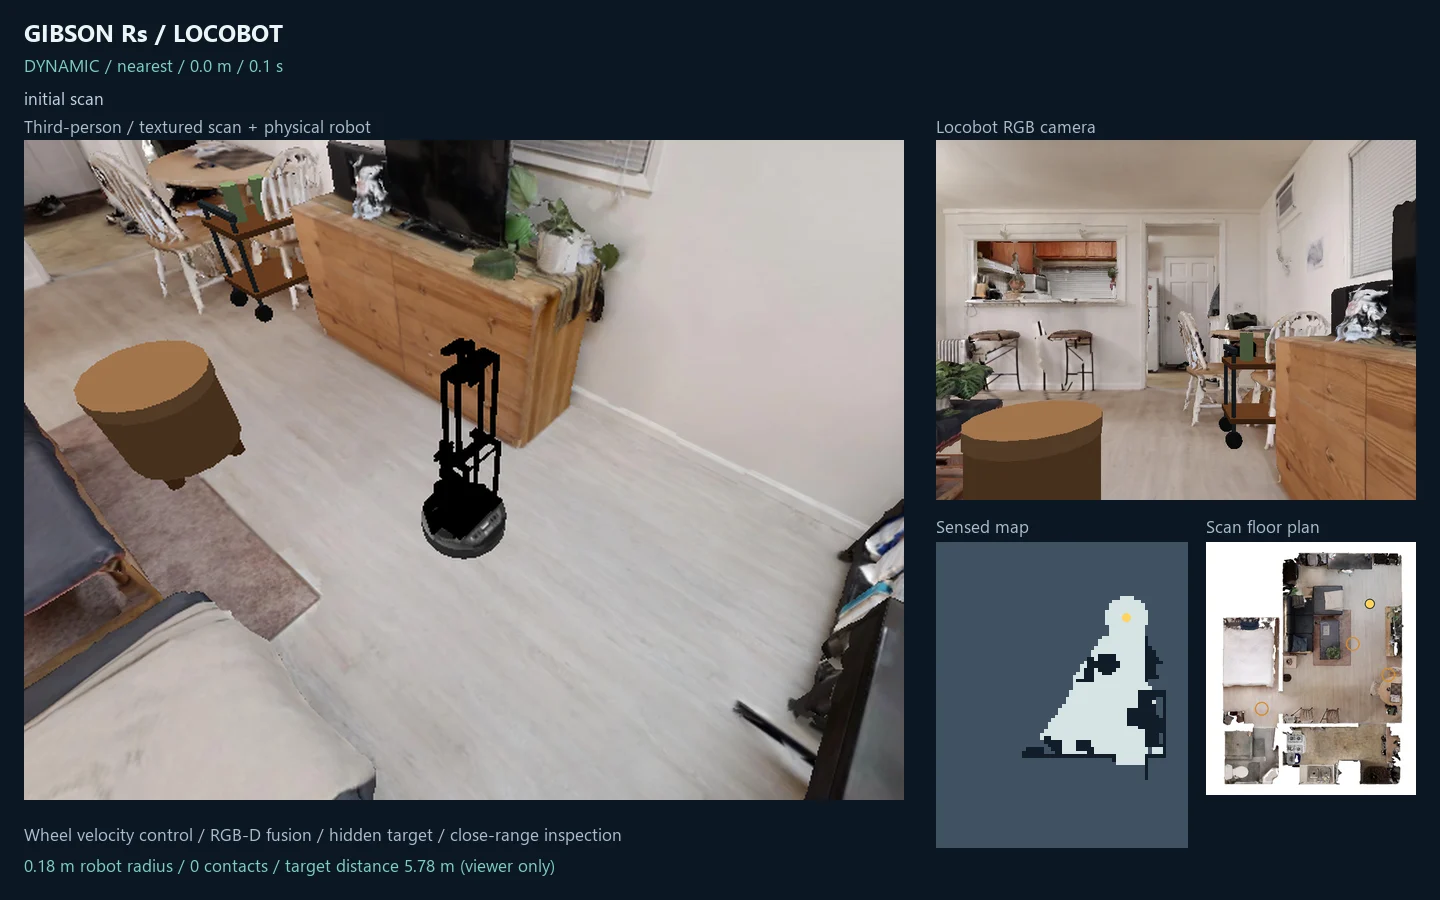 GIBSON Rs / LOCOBOT
DYNAMIC / nearest / 0.0 m / 0.1 s
initial scan
Third-person / textured scan + physical robot
Locobot RGB camera
Sensed map
Scan floor plan
Wheel velocity control / RGB-D fusion / hidden target / close-range inspection
0.18 m robot radius / 0 contacts / target distance 5.78 m (viewer only)